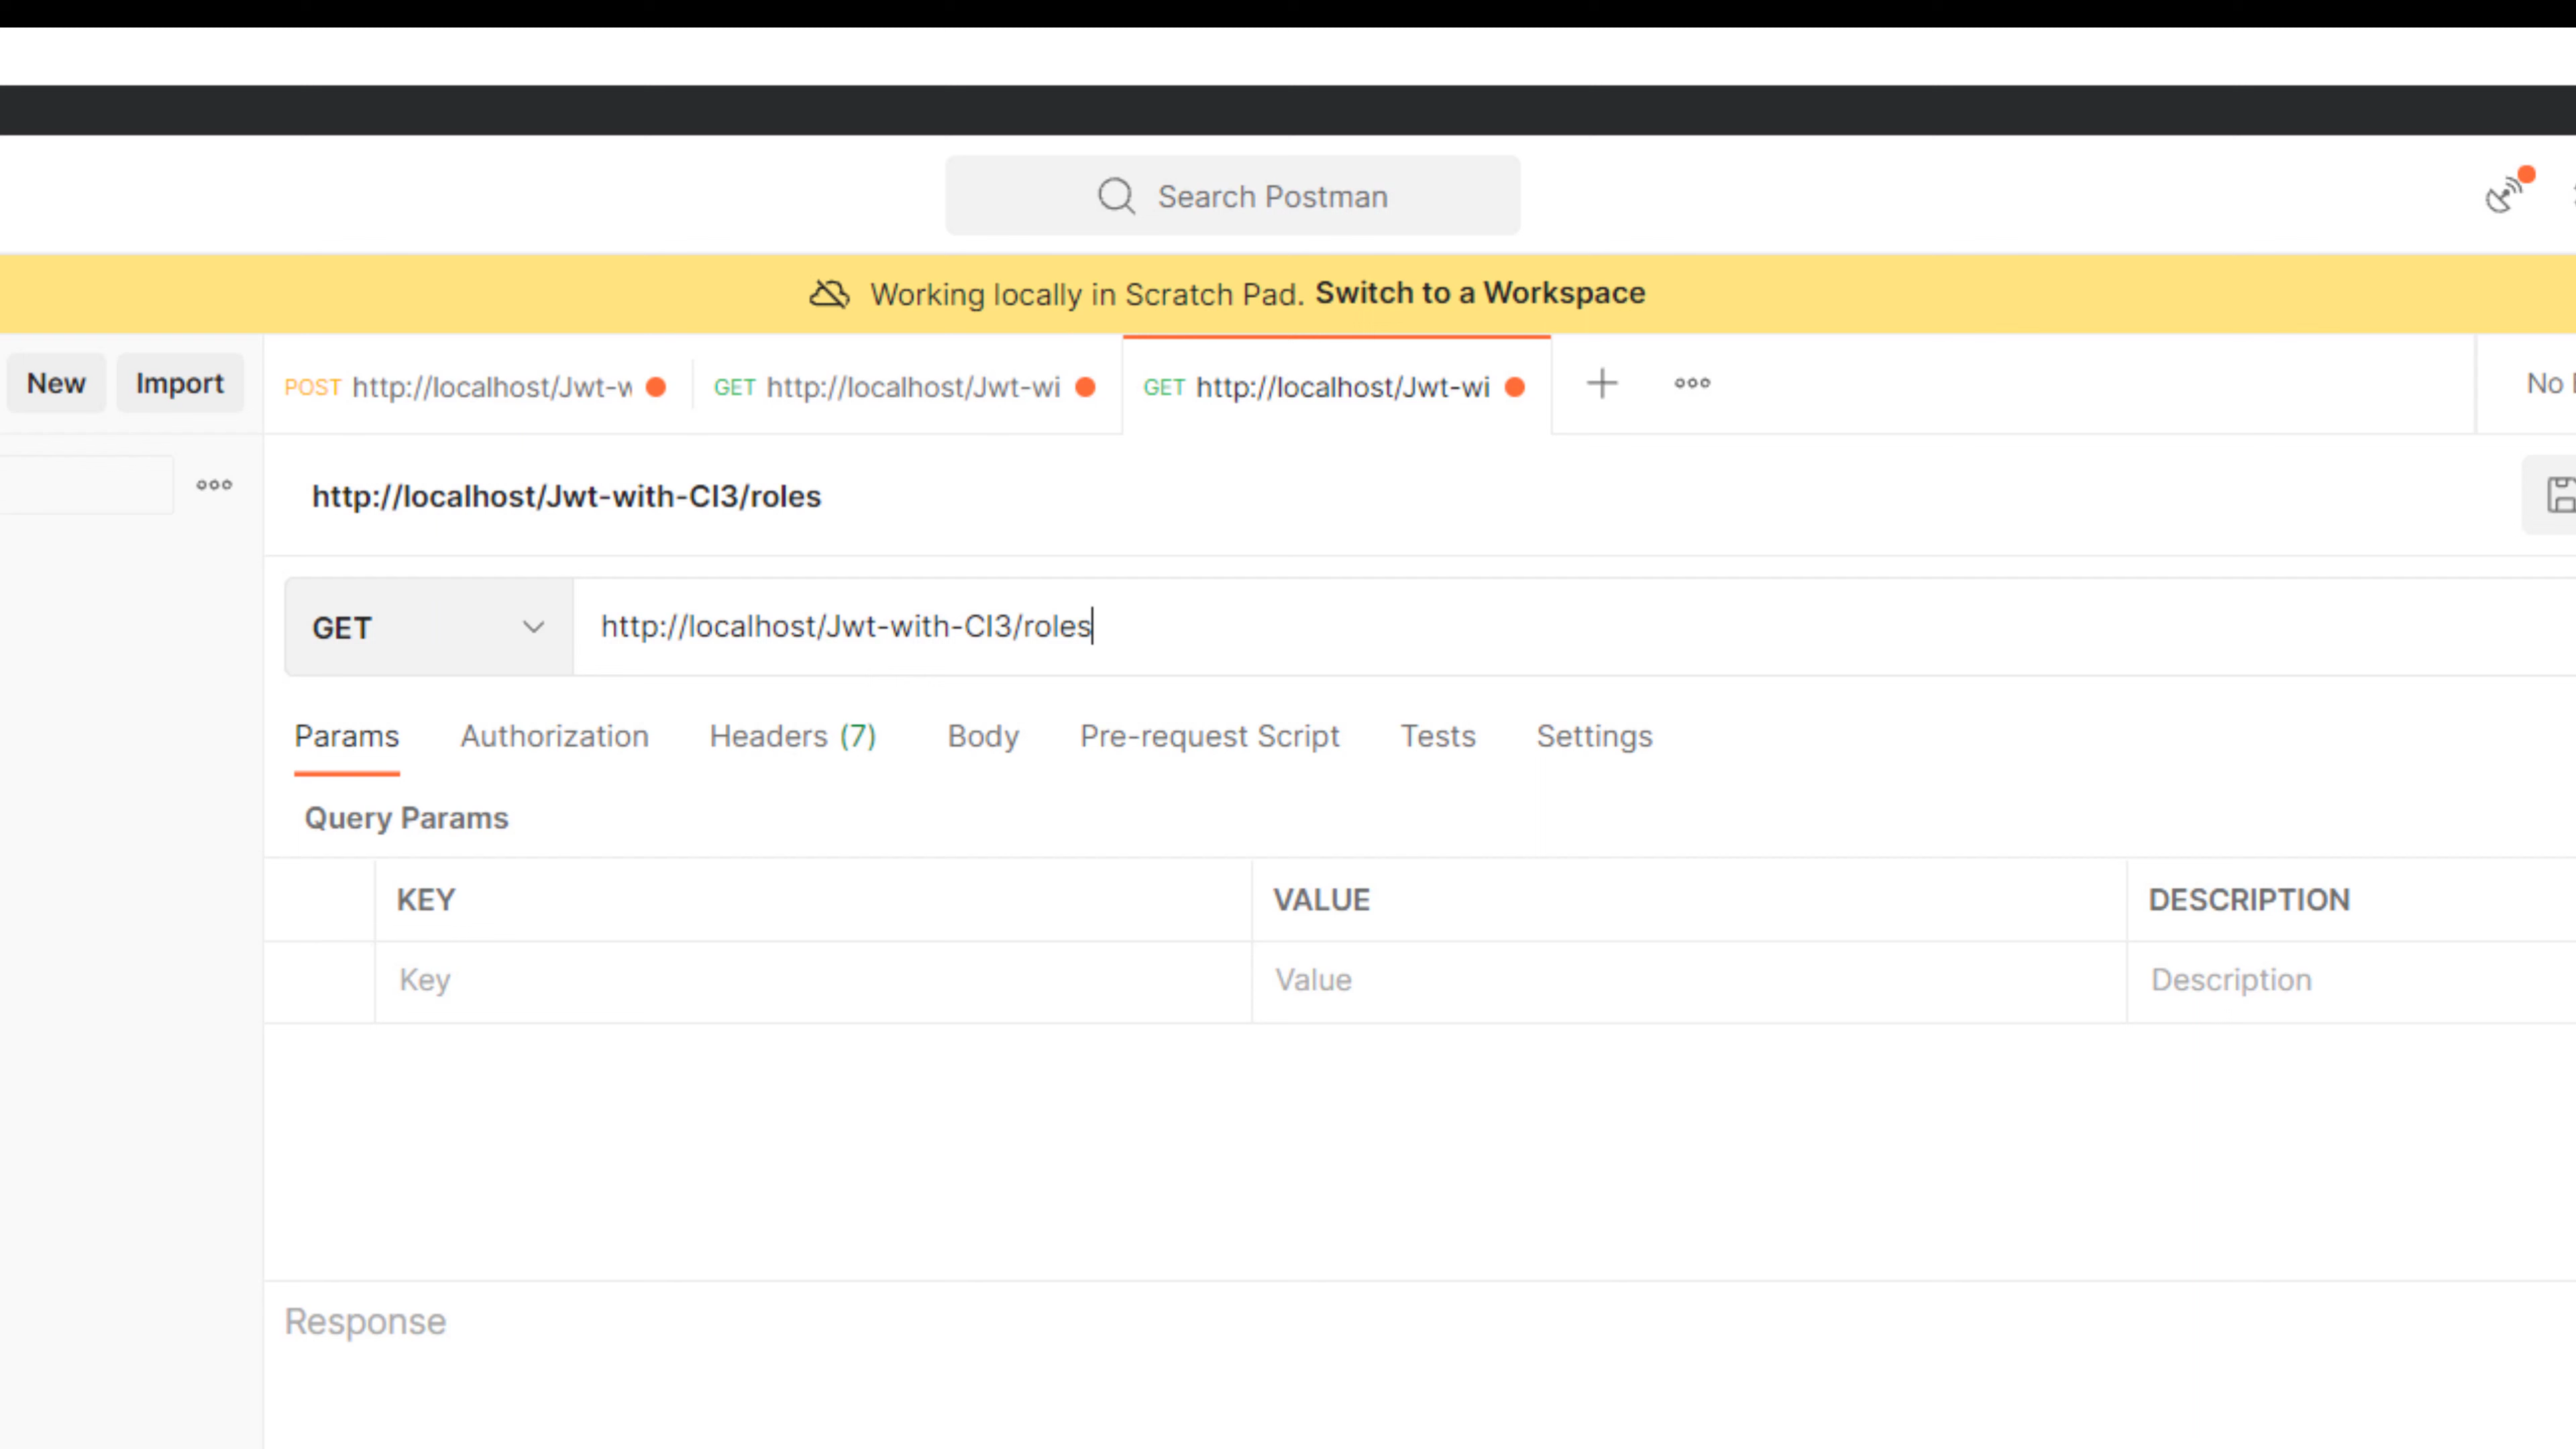 Search Postman
Working locally in Scratch Pad. Switch to a Workspace
New Import POST http://localhost/Jwt-w GET http://localhost/Jwt-wi GET http://localhost/Jwt-wi No
http://localhost/Jwt-with-CI3/roles
GET http://localhost/Jwt-with-CI3/roles
Params Authorization Headers (7) Body Pre-request Script Tests Settings
Query Params
KEY VALUE DESCRIPTION
Key Value Description
Response